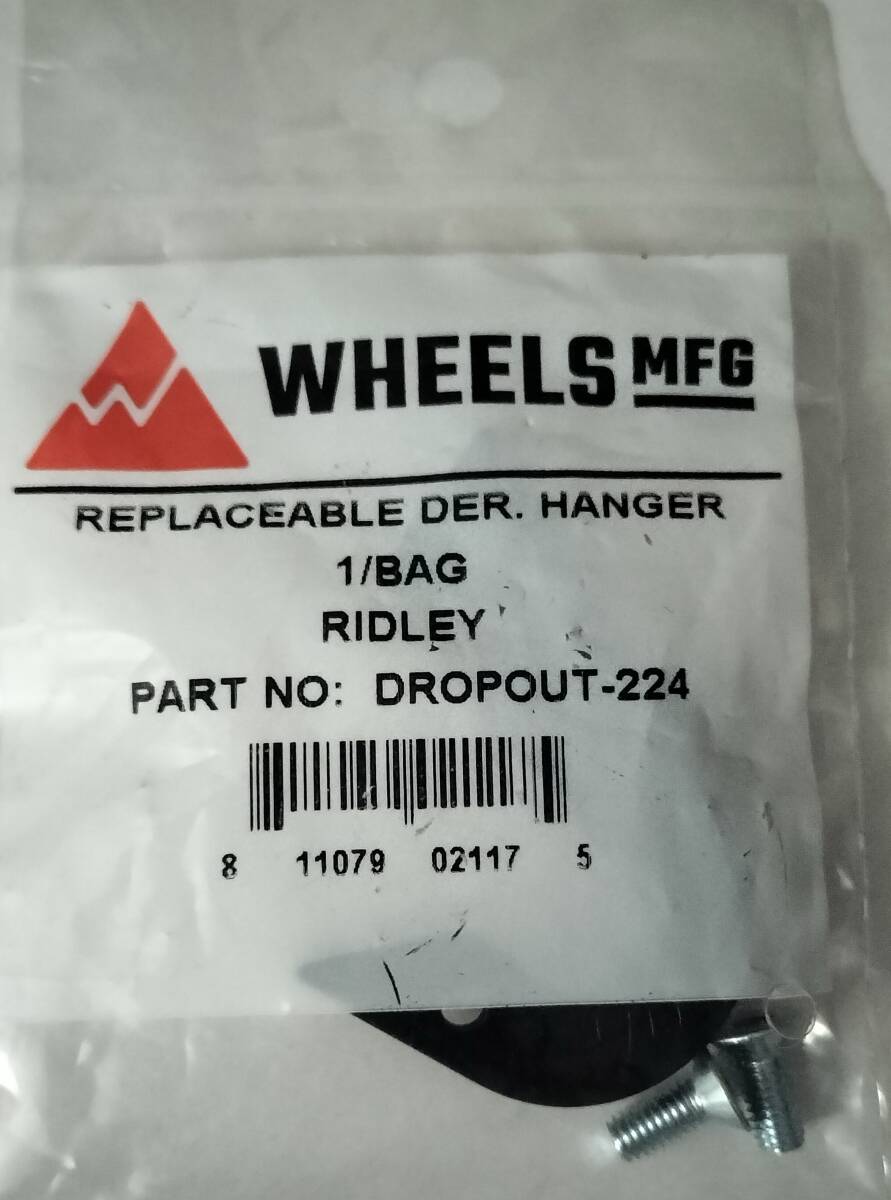 WHEELS MFG
REPLACEABLE DER. HANGER
1/BAG
RIDLEY
PART NO: DROPOUT-224
8 11079 02117 5